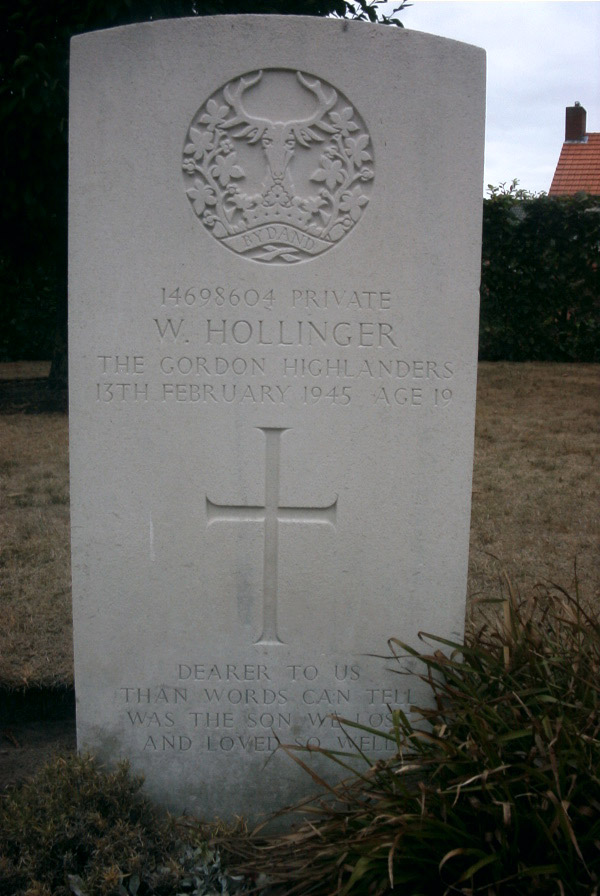 BYDAND
14698604 PRIVATE
W. HOLLINGER
THE GORDON HIGHLANDERS
13TH FEBRUARY 1945 AGE 19
DEARER TO US
THAN WORDS CAN TELL
WAS THE SON WE LOST
AND LOVED SO WELL